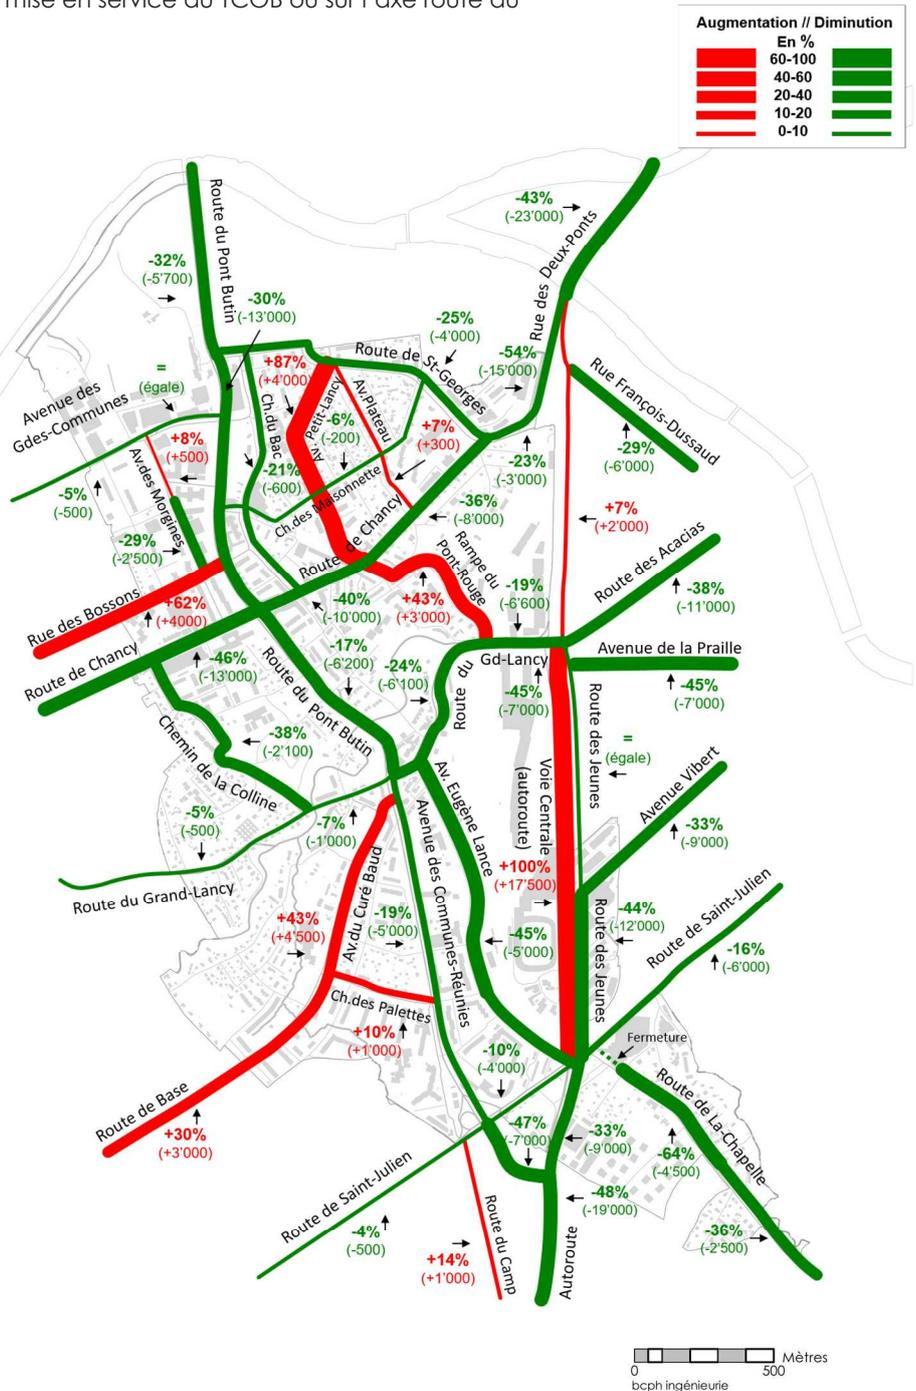 mise en service du TCOB ou sur l'axe route du
Augmentation // Diminution
En %
60-100
40-60
20-40
10-20
0-10
Route du Pont Butin
-32%
(-5'700)
-30%
(-13'000)
-43%
(-23'000)
Rue des Deux-Ponts
-25%
(-4'000)
Route de St-Georges
-54%
(-15'000)
+87%
(+4'000)
=
(égale)
Avenue des
Gdes-Communes
Ch.du Bac
Av. Petit-Lancy
Av.Plateau
-6%
(-200)
+7%
(+300)
Rue François-Dussaud
-29%
(-6'000)
+8%
(+500)
Av.des Morgines
-21%
(-600)
Ch.des Maisonnette
-23%
(-3'000)
-5%
(-500)
-36%
(-8'000)
+7%
(+2'000)
-29%
(-2'500)
Route de Chancy
Rampe du
Pont-Rouge
Route des Acacias
-38%
(-11'000)
-19%
(-6'600)
Rue des Bossons
+62%
(+4000)
-40%
(-10'000)
+43%
(+3'000)
Route de Chancy
-46%
(-13'000)
Route du Pont Butin
-17%
(-6'200)
-24%
(-6'100)
Route du
Gd-Lancy
-45%
(-7'000)
Avenue de la Praille
-45%
(-7'000)
Chemin de la Colline
-38%
(-2'100)
Route des Jeunes
=
(égale)
Voie Centrale
(autoroute)
Av. Eugène Lance
Avenue Vibert
-33%
(-9'000)
-5%
(-500)
-7%
(-1'000)
Avenue des Communes-Réunies
Route du Grand-Lancy
+100%
(+17'500)
Av.du Curé Baud
+43%
(+4'500)
-19%
(-5'000)
-45%
(-5'000)
-44%
(-12'000)
Route des Jeunes
Route de Saint-Julien
-16%
(-6'000)
Ch.des Palettes
+10%
(+1'000)
-10%
(-4'000)
Fermeture
Route de Base
+30%
(+3'000)
-47%
(-7'000)
-33%
(-9'000)
Route de La-Chapelle
-64%
(-4'500)
Route de Saint-Julien
-4%
(-500)
-48%
(-19'000)
-36%
(-2'500)
Route du Camp
+14%
(+1'000)
Autoroute
Mètres
0 500
bcph ingénieurie